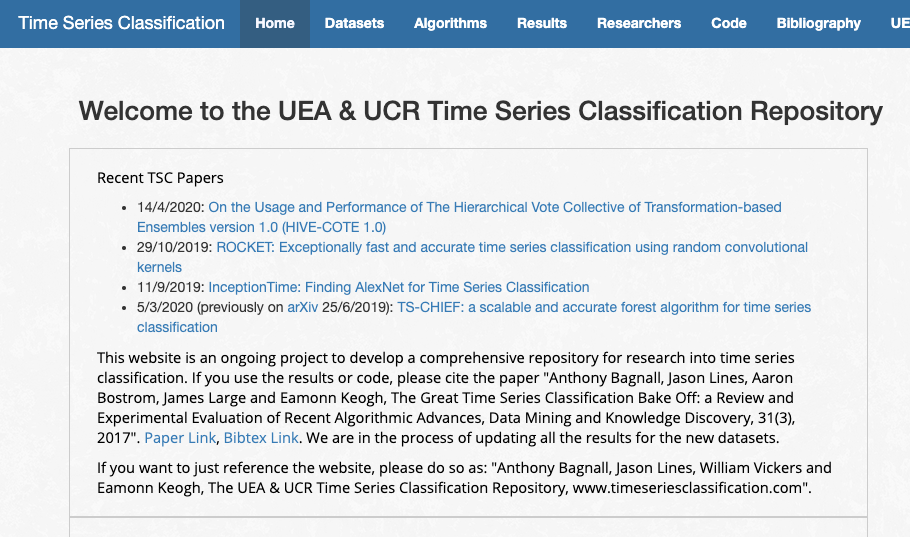 Time Series Classification Home Datasets Algorithms Results Researchers Code Bibliography UE
Welcome to the UEA & UCR Time Series Classification Repository
Recent TSC Papers
• 14/4/2020: On the Usage and Performance of The Hierarchical Vote Collective of Transformation-based
Ensembles version 1.0 (HIVE-COTE 1.0)
• 29/10/2019: ROCKET: Exceptionally fast and accurate time series classification using random convolutional
kernels
• 11/9/2019: InceptionTime: Finding AlexNet for Time Series Classification
• 5/3/2020 (previously on arXiv 25/6/2019): TS-CHIEF: a scalable and accurate forest algorithm for time series
classification
This website is an ongoing project to develop a comprehensive repository for research into time series
classification. If you use the results or code, please cite the paper "Anthony Bagnall, Jason Lines, Aaron
Bostrom, James Large and Eamonn Keogh, The Great Time Series Classification Bake Off: a Review and
Experimental Evaluation of Recent Algorithmic Advances, Data Mining and Knowledge Discovery, 31(3),
2017". Paper Link, Bibtex Link. We are in the process of updating all the results for the new datasets.
If you want to just reference the website, please do so as: "Anthony Bagnall, Jason Lines, William Vickers and
Eamonn Keogh, The UEA & UCR Time Series Classification Repository, www.timeseriesclassification.com".